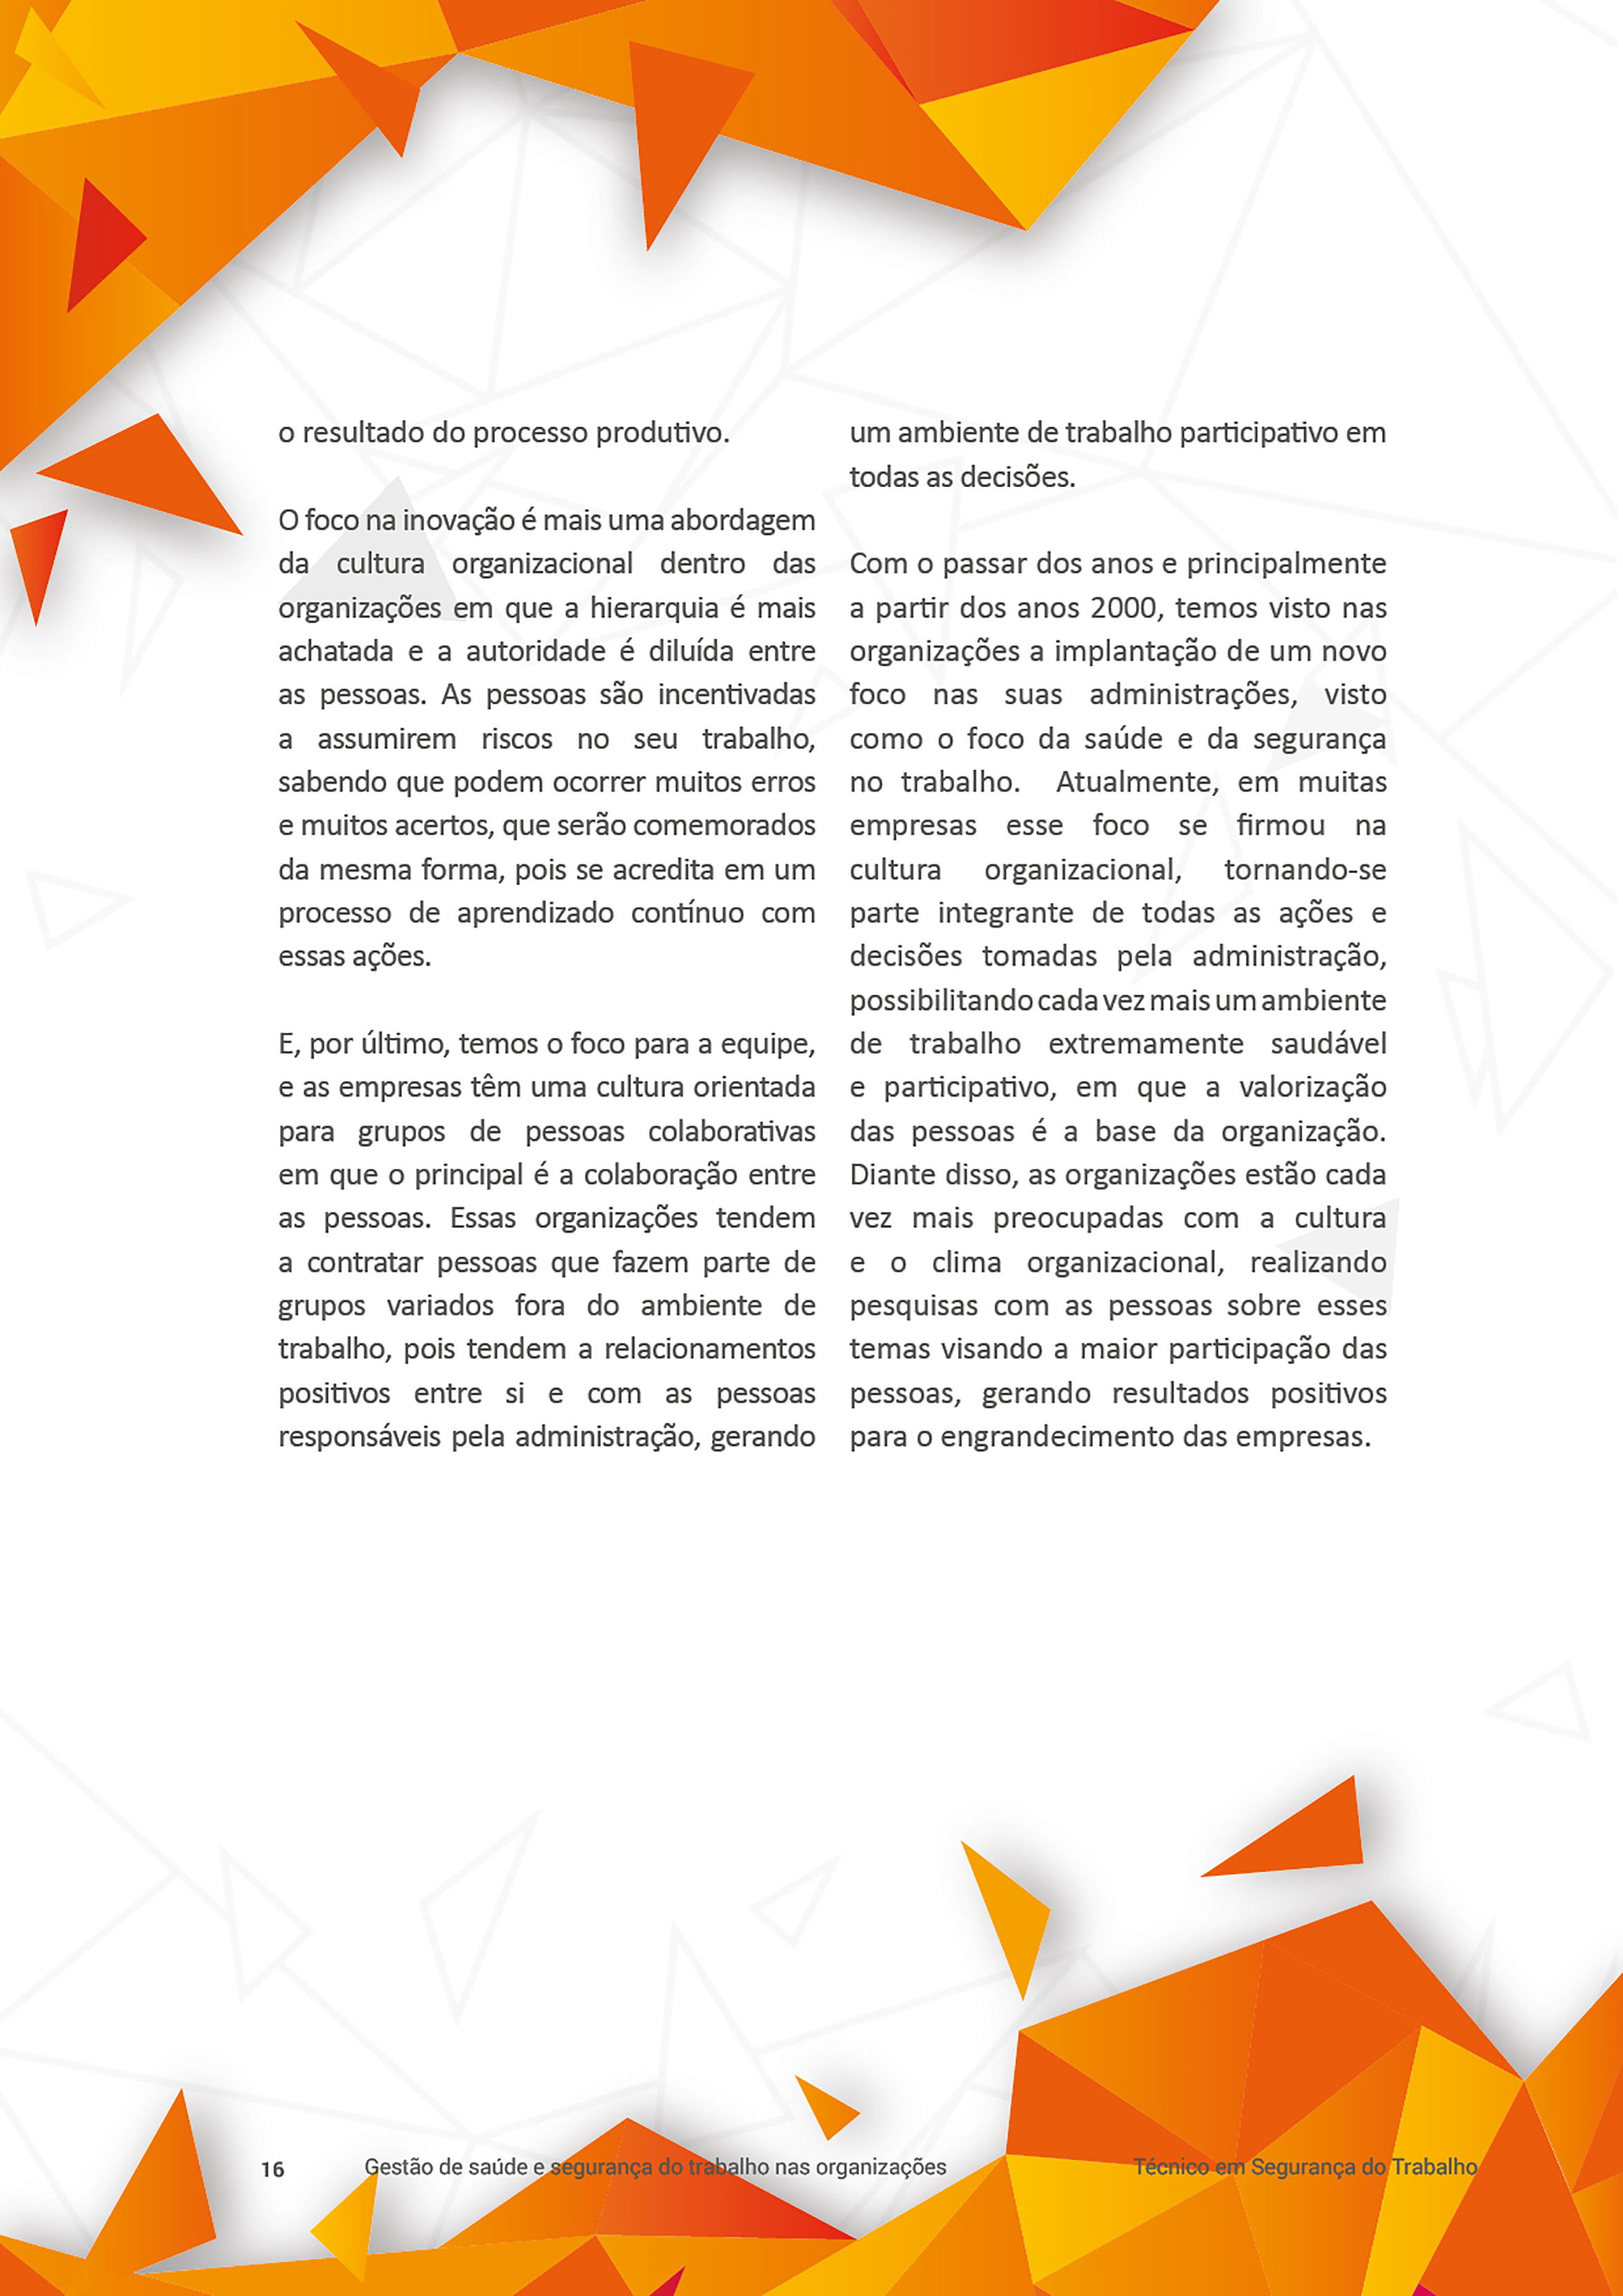 o resultado do processo produtivo.
O foco na inovação é mais uma abordagem
da cultura organizacional dentro das
organizações em que a hierarquia é mais
achatada e a autoridade é diluída entre
as pessoas. As pessoas são incentivadas
a assumirem riscos no seu trabalho,
sabendo que podem ocorrer muitos erros
e muitos acertos, que serão comemorados
da mesma forma, pois se acredita em um
processo de aprendizado contínuo com
essas ações.
E, por último, temos o foco para a equipe,
e as empresas têm uma cultura orientada
para grupos de pessoas colaborativas
em que o principal é a colaboração entre
as pessoas. Essas organizações tendem
a contratar pessoas que fazem parte de
grupos variados fora do ambiente de
trabalho, pois tendem a relacionamentos
positivos entre si e com as pessoas
responsáveis pela administração, gerando
um ambiente de trabalho participativo em
todas as decisões.
Com o passar dos anos e principalmente
a partir dos anos 2000, temos visto nas
organizações a implantação de um novo
foco nas suas administrações, visto
como o foco da saúde e da segurança
no trabalho. Atualmente, em muitas
empresas esse foco se firmou na
cultura organizacional, tornando-se
parte integrante de todas as ações e
decisões tomadas pela administração,
possibilitando cada vez mais um ambiente
de trabalho extremamente saudável
e participativo, em que a valorização
das pessoas é a base da organização.
Diante disso, as organizações estão cada
vez mais preocupadas com a cultura
e o clima organizacional, realizando
pesquisas com as pessoas sobre esses
temas visando a maior participação das
pessoas, gerando resultados positivos
para o engrandecimento das empresas.
16 Gestão de saúde e segurança do trabalho nas organizações Técnico em Segurança do Trabalho